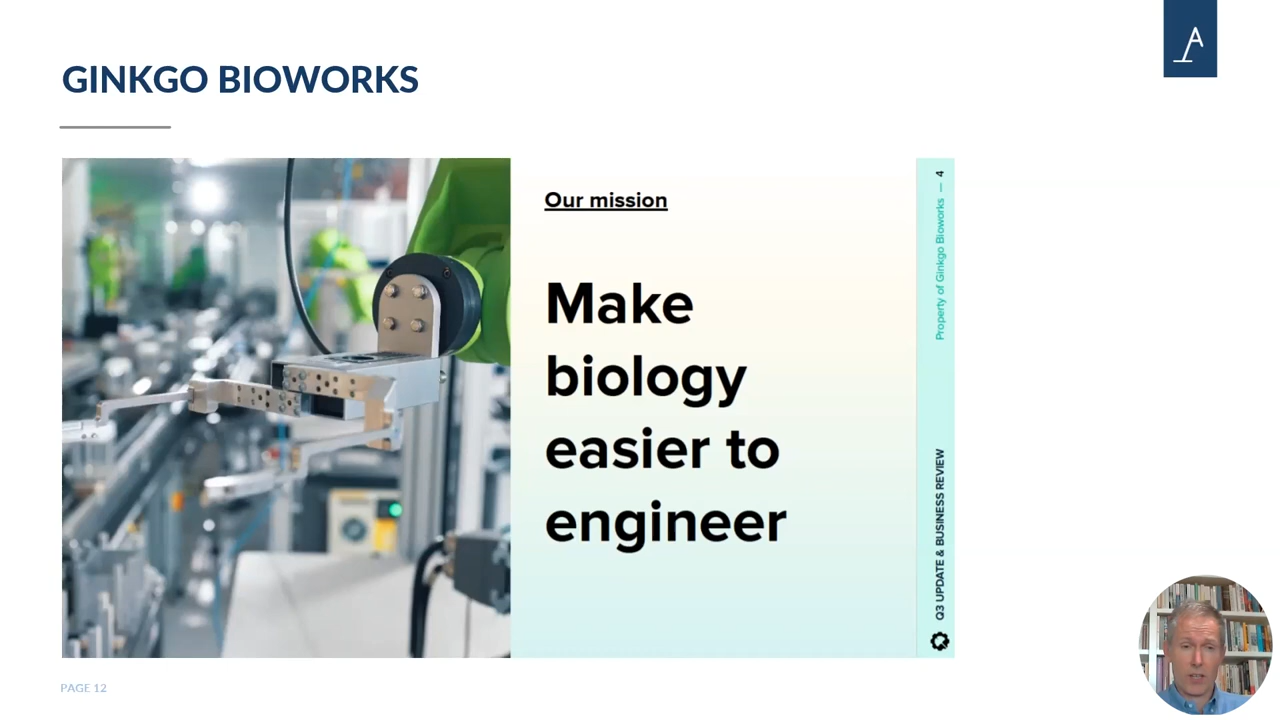 GINKGO BIOWORKS
Our mission
Make
biology
easier to
engineer
Property of Ginkgo Bioworks — 4
Q3 UPDATE & BUSINESS REVIEW
PAGE 12